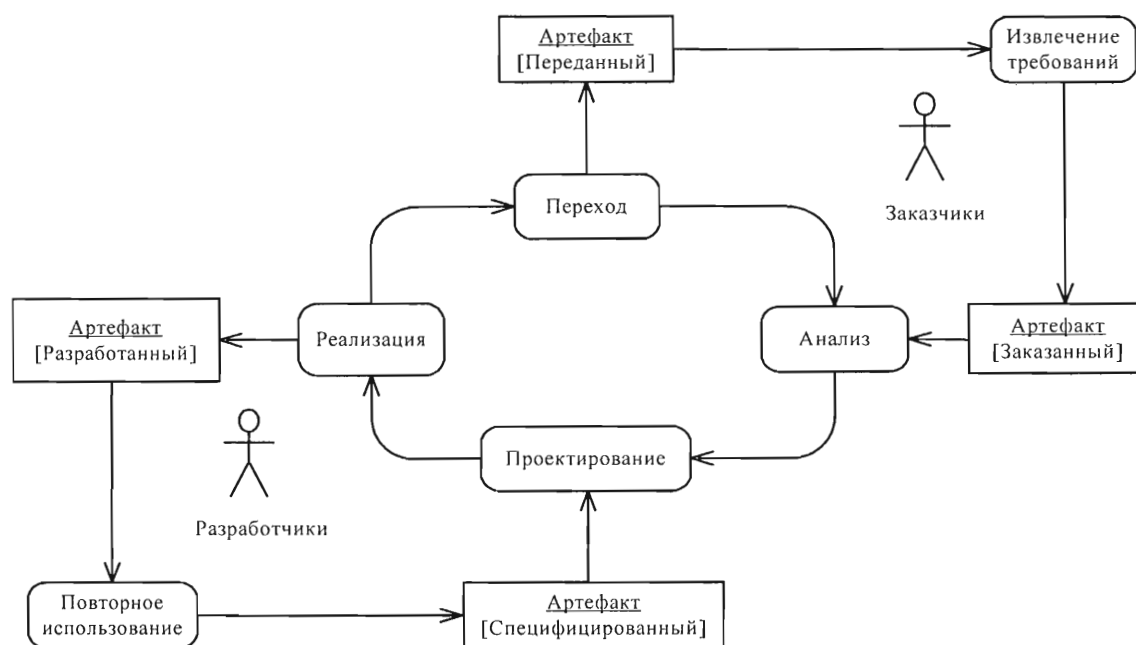 Артефакт
[Переданный]
Извлечение
требований
Заказчики
Переход
Артефакт
[Разработанный]
Реализация
Анализ
Артефакт
[Заказанный]
Проектирование
Разработчики
Повторное
использование
Артефакт
[Специфицированный]